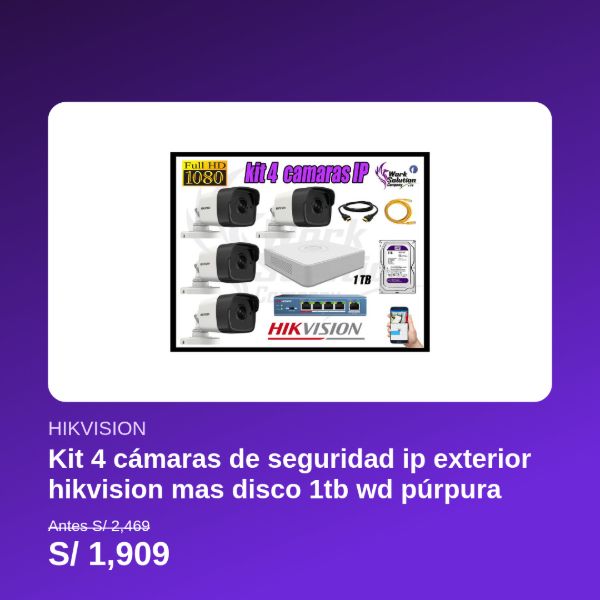 Full HD
1080
kit 4 camaras IP
Work
Solution
Company
1 TB
HIKVISION
HIKVISION
Kit 4 cámaras de seguridad ip exterior
hikvision mas disco 1tb wd púrpura
Antes S/ 2,469
S/ 1,909